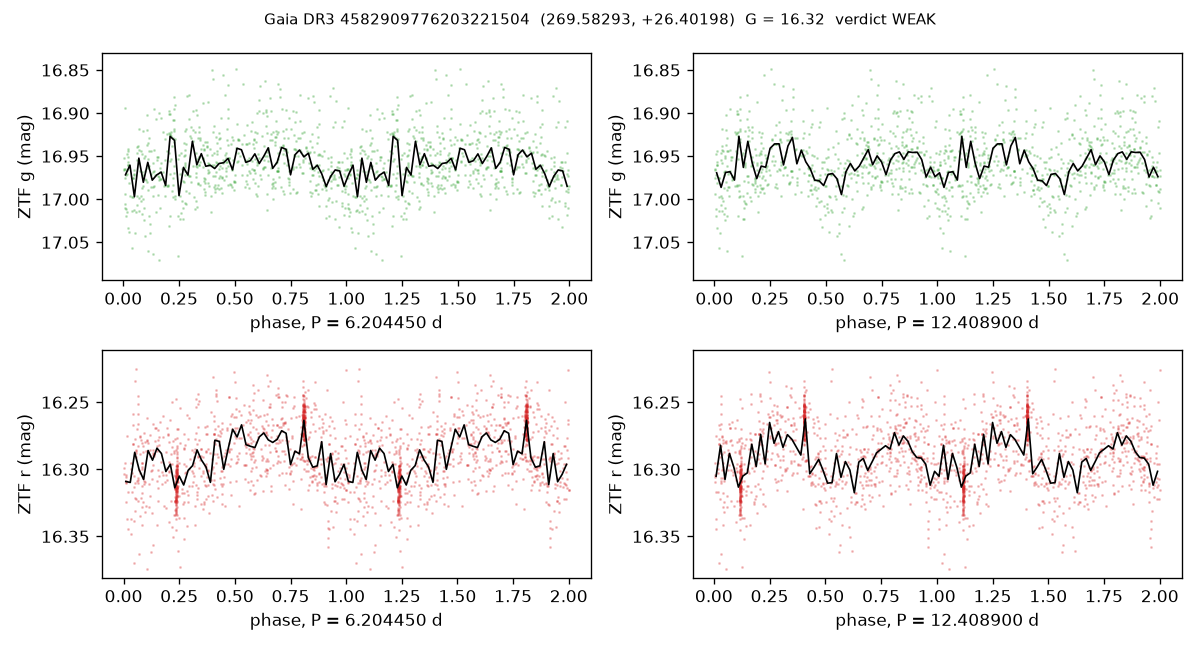 Gaia DR3 4582909776203221504 (269.58293, +26.40198) G = 16.32 verdict WEAK
ZTF g (mag)
16.85
16.90
16.95
17.00
17.05
0.00 0.25 0.50 0.75 1.00 1.25 1.50 1.75 2.00
phase, P = 6.204450 d
ZTF g (mag)
16.85
16.90
16.95
17.00
17.05
0.00 0.25 0.50 0.75 1.00 1.25 1.50 1.75 2.00
phase, P = 12.408900 d
ZTF r (mag)
16.25
16.30
16.35
0.00 0.25 0.50 0.75 1.00 1.25 1.50 1.75 2.00
phase, P = 6.204450 d
ZTF r (mag)
16.25
16.30
16.35
0.00 0.25 0.50 0.75 1.00 1.25 1.50 1.75 2.00
phase, P = 12.408900 d